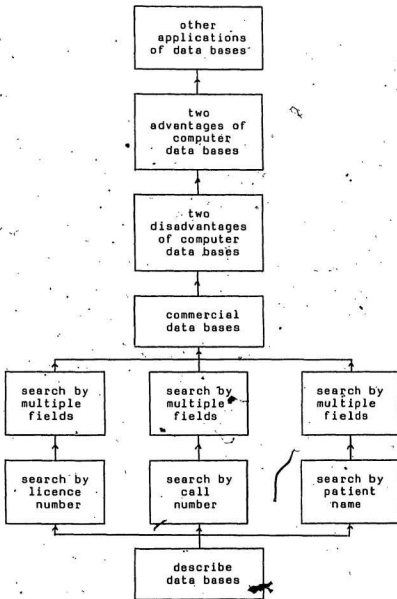 other
applications
of data bases
two
advantages of
computer
data bases
two
disadvantages
of computer
data bases
commercial
data bases
search by
multiple
fields
search by
multiple
fields
search by
multiple
fields
search by
licence
number
search by
call
number
search by
patient
name
describe
data bases